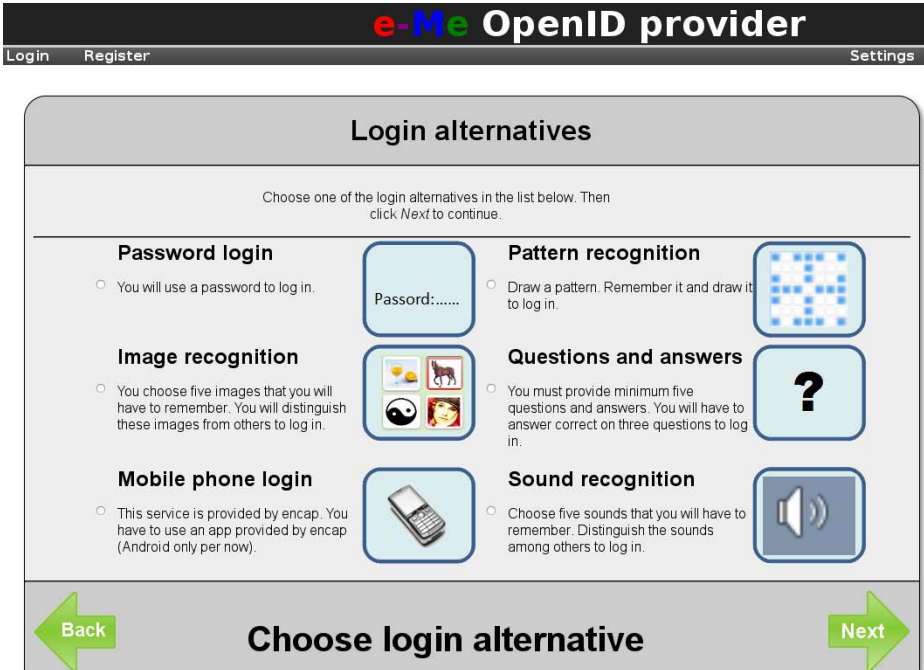 e-Me OpenID provider
Login Register Settings
Login alternatives
Choose one of the login alternatives in the list below. Then
click Next to continue.
Password login
You will use a password to log in.
Passord:......
Pattern recognition
Draw a pattern. Remember it and draw it
to log in.
Image recognition
You choose five images that you will
have to remember. You will distinguish
these images from others to log in.
Questions and answers
You must provide minimum five
questions and answers. You will have to
answer correct on three questions to log
in.
?
Mobile phone login
This service is provided by encap. You
have to use an app provided by encap
(Android only per now).
Sound recognition
Choose five sounds that you will have to
remember. Distinguish the sounds
among others to log in.
Back
Choose login alternative
Next